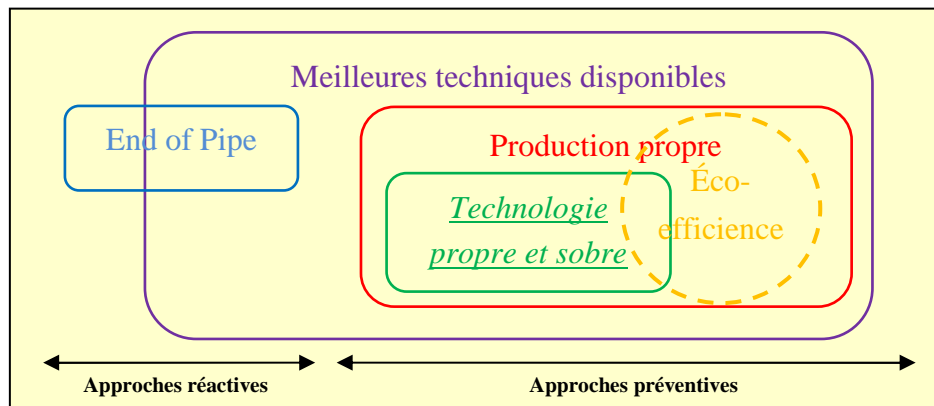 Meilleures techniques disponibles
End of Pipe
Production propre
Éco-
efficience
Technologie
propre et sobre
Approches réactives
Approches préventives